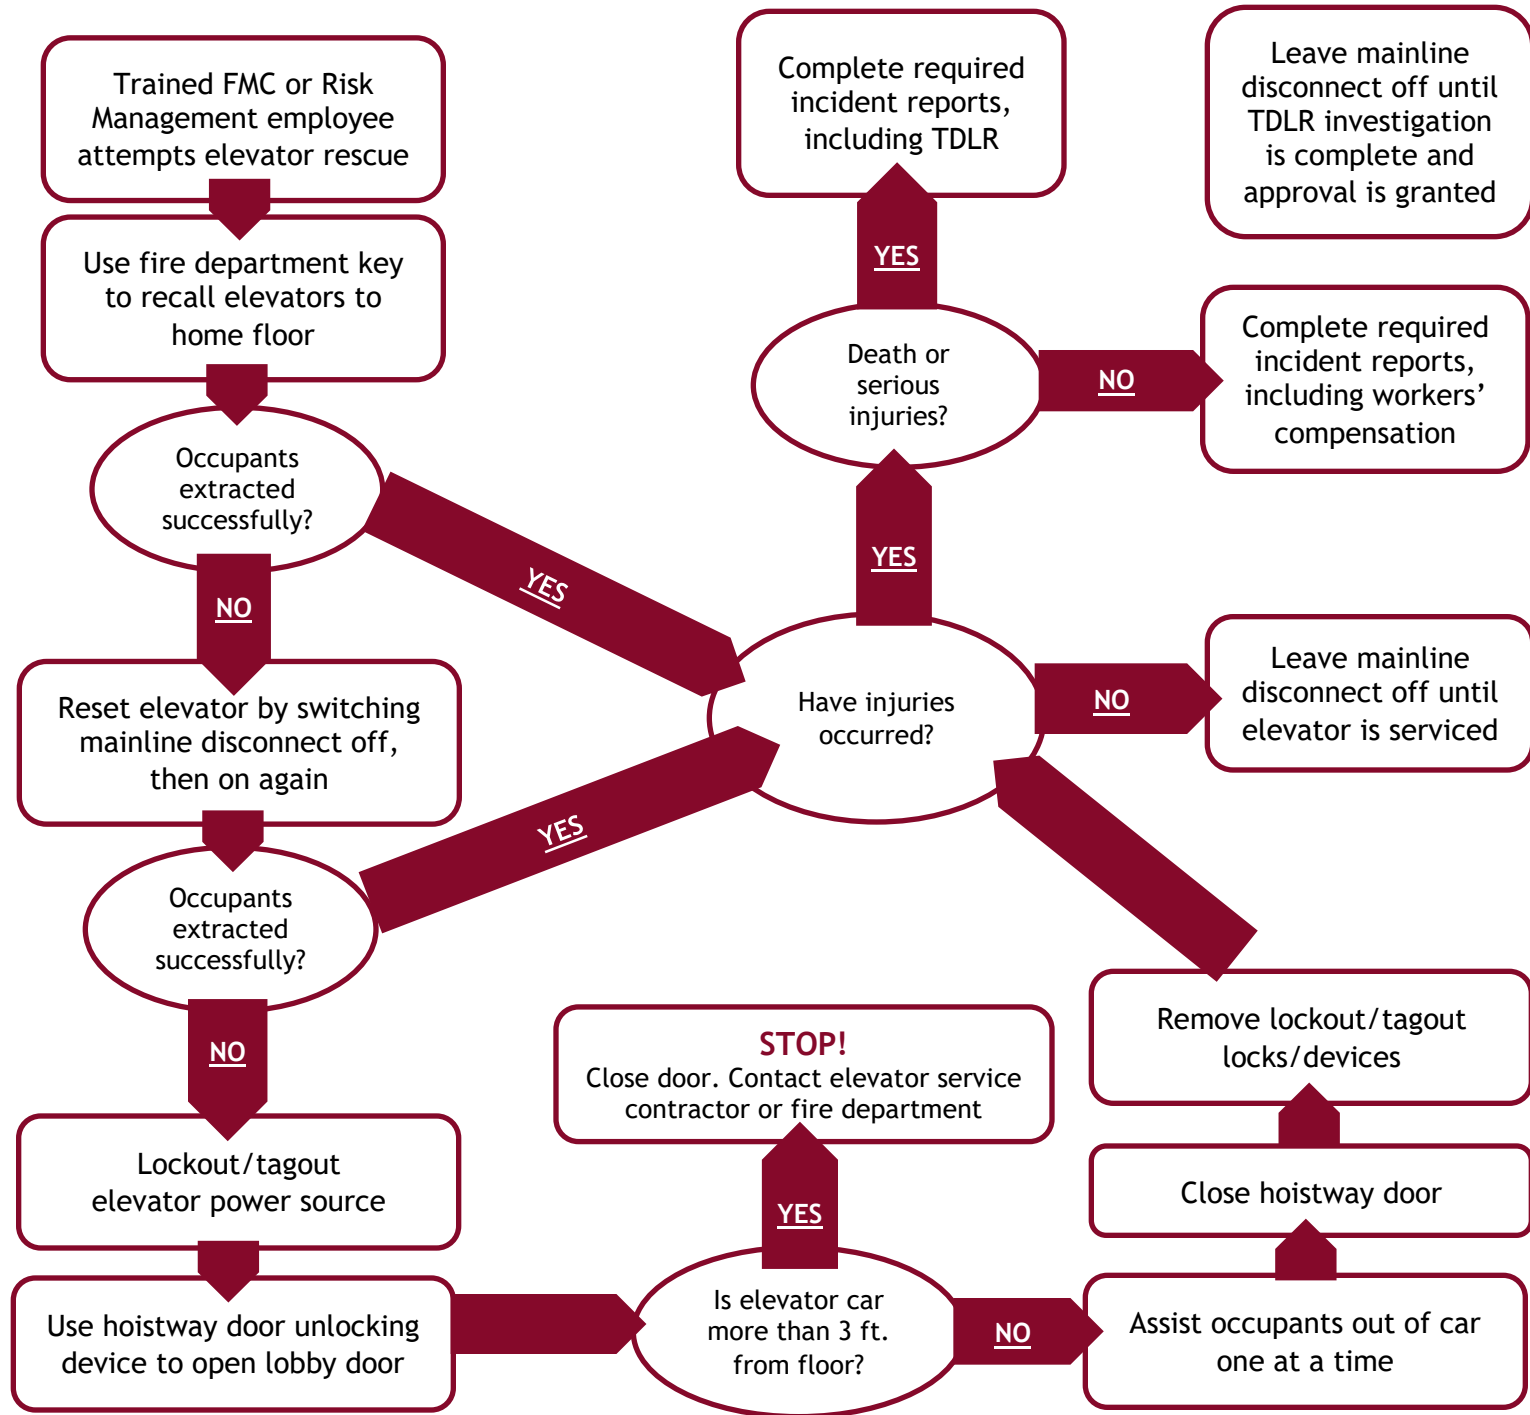 Trained FMC or Risk
Management employee
attempts elevator rescue
Use fire department key
to recall elevators to
home floor
Occupants
extracted
successfully?
YES
NO
Reset elevator by switching
mainline disconnect off,
then on again
Occupants
extracted
successfully?
YES
NO
Lockout/tagout
elevator power source
Use hoistway door unlocking
device to open lobby door
Is elevator car
more than 3 ft.
from floor?
YES
STOP!
Close door. Contact elevator service
contractor or fire department
NO
Assist occupants out of car
one at a time
Close hoistway door
Remove lockout/tagout
locks/devices
Have injuries
occurred?
NO
Leave mainline
disconnect off until
elevator is serviced
YES
Death or
serious
injuries?
NO
Complete required
incident reports,
including workers’
compensation
YES
Complete required
incident reports,
including TDLR
Leave mainline
disconnect off until
TDLR investigation
is complete and
approval is granted